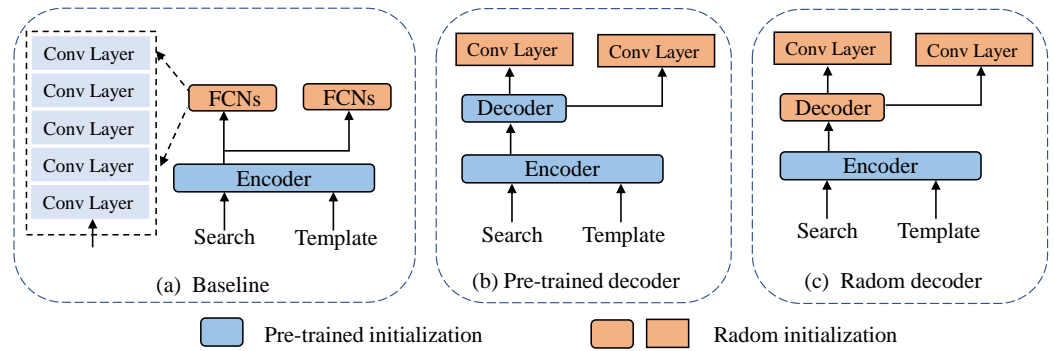 Conv Layer
Conv Layer
Conv Layer
Conv Layer
Conv Layer
FCNs
FCNs
Encoder
Search
Template
(a) Baseline
Conv Layer
Conv Layer
Decoder
Encoder
Search
Template
(b) Pre-trained decoder
Conv Layer
Conv Layer
Decoder
Encoder
Search
Template
(c) Radom decoder
Pre-trained initialization
Radom initialization